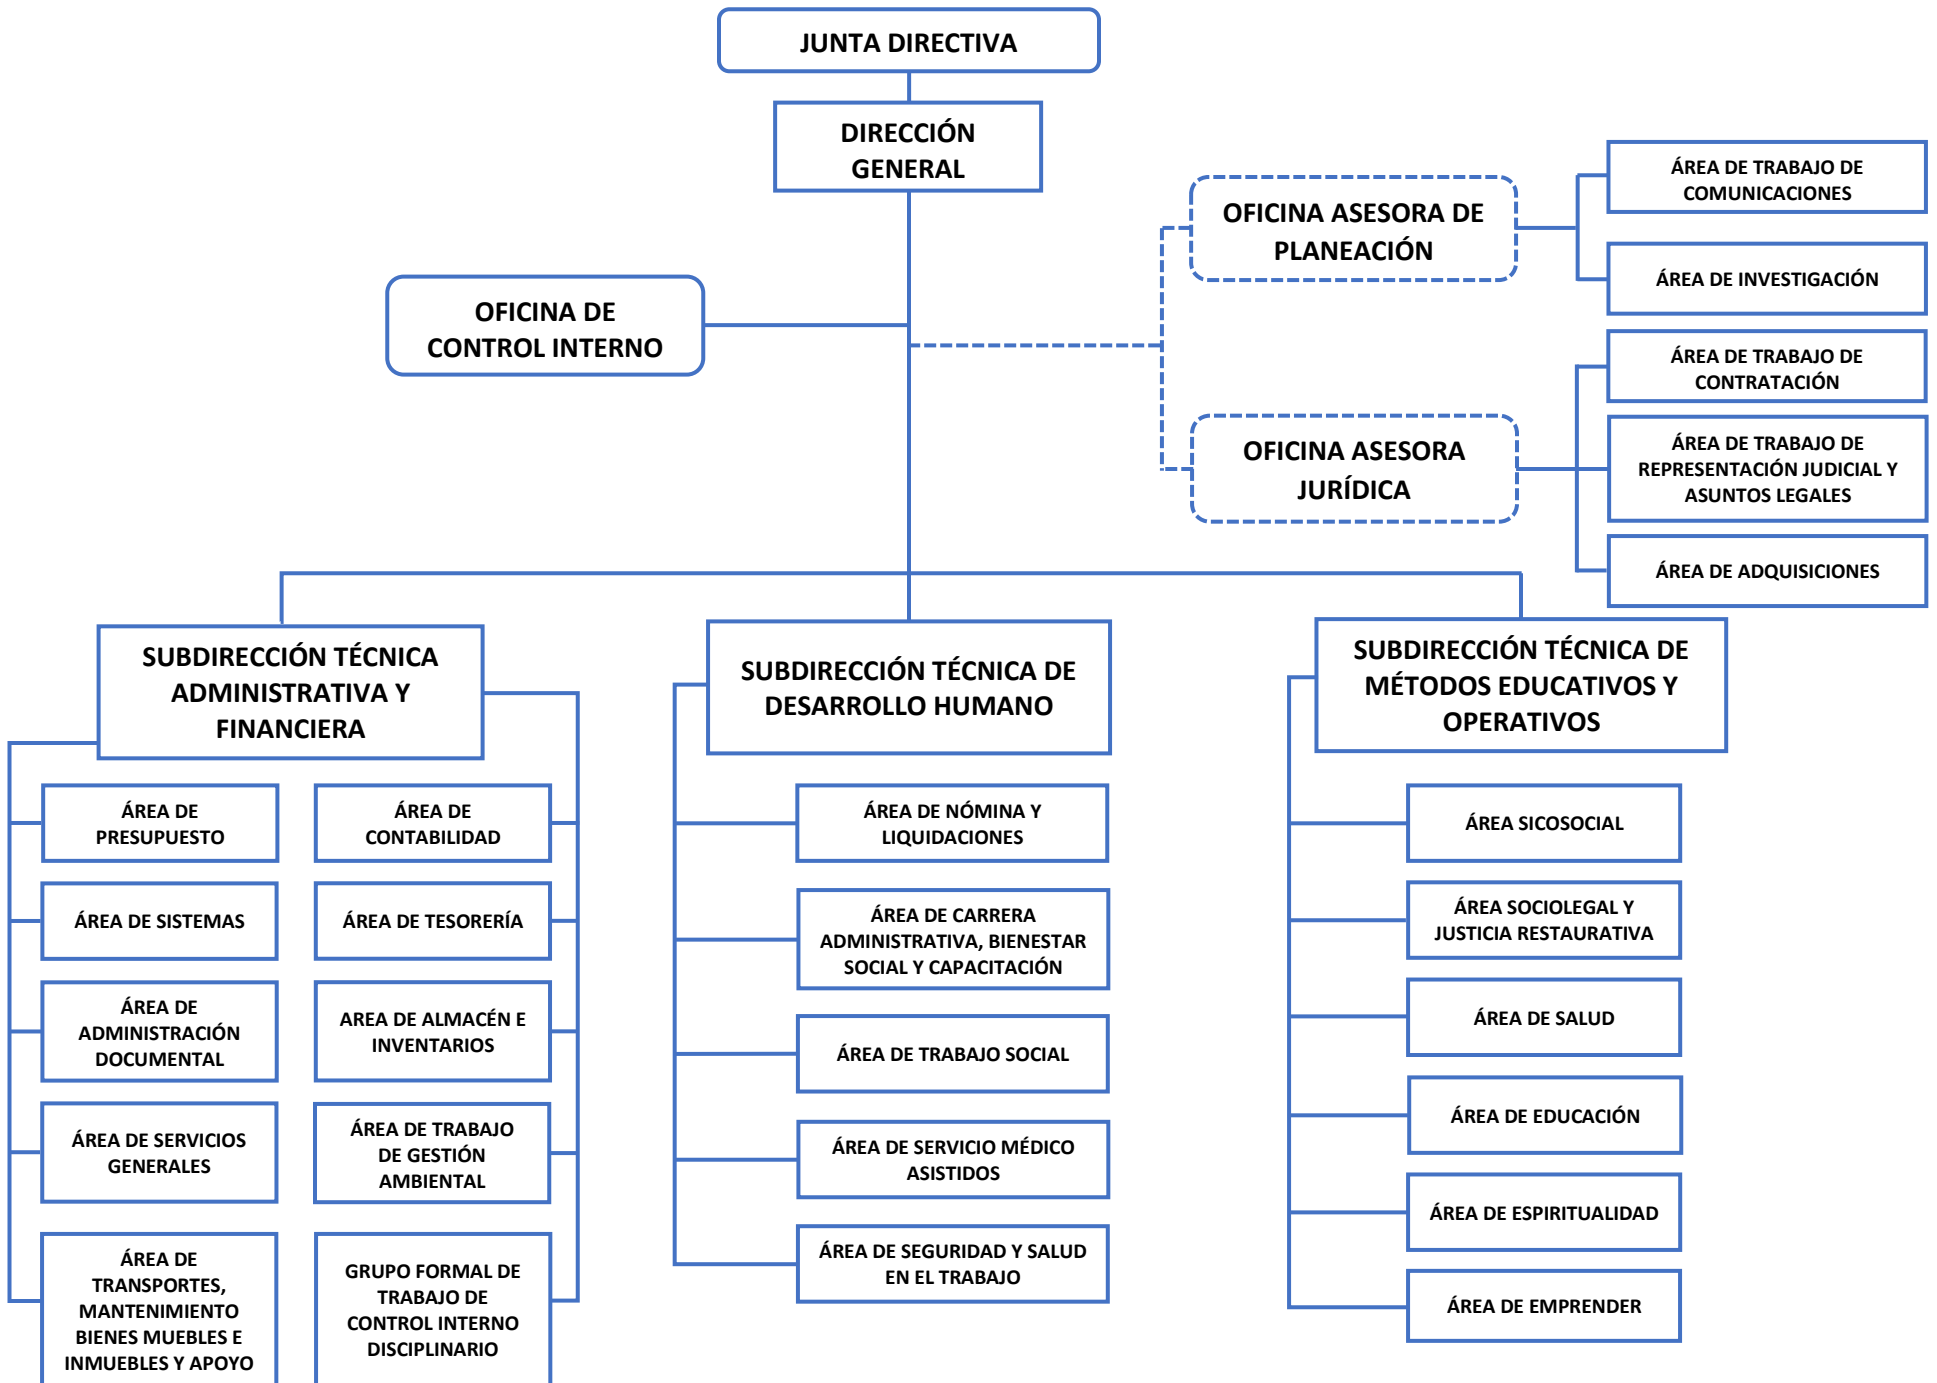 JUNTA DIRECTIVA
DIRECCIÓN
GENERAL
OFICINA DE
CONTROL INTERNO
OFICINA ASESORA DE
PLANEACIÓN
ÁREA DE TRABAJO DE
COMUNICACIONES
ÁREA DE INVESTIGACIÓN
OFICINA ASESORA
JURÍDICA
ÁREA DE TRABAJO DE
CONTRATACIÓN
ÁREA DE TRABAJO DE
REPRESENTACIÓN JUDICIAL Y
ASUNTOS LEGALES
ÁREA DE ADQUISICIONES
SUBDIRECCIÓN TÉCNICA
ADMINISTRATIVA Y
FINANCIERA
ÁREA DE
PRESUPUESTO
ÁREA DE
CONTABILIDAD
ÁREA DE SISTEMAS
ÁREA DE TESORERÍA
ÁREA DE
ADMINISTRACIÓN
DOCUMENTAL
AREA DE ALMACÉN E
INVENTARIOS
ÁREA DE SERVICIOS
GENERALES
ÁREA DE TRABAJO
DE GESTIÓN
AMBIENTAL
ÁREA DE
TRANSPORTES,
MANTENIMIENTO
BIENES MUEBLES E
INMUEBLES Y APOYO
GRUPO FORMAL DE
TRABAJO DE
CONTROL INTERNO
DISCIPLINARIO
SUBDIRECCIÓN TÉCNICA DE
DESARROLLO HUMANO
ÁREA DE NÓMINA Y
LIQUIDACIONES
ÁREA DE CARRERA
ADMINISTRATIVA, BIENESTAR
SOCIAL Y CAPACITACIÓN
ÁREA DE TRABAJO SOCIAL
ÁREA DE SERVICIO MÉDICO
ASISTIDOS
ÁREA DE SEGURIDAD Y SALUD
EN EL TRABAJO
SUBDIRECCIÓN TÉCNICA DE
MÉTODOS EDUCATIVOS Y
OPERATIVOS
ÁREA SICOSOCIAL
ÁREA SOCIOLEGAL Y
JUSTICIA RESTAURATIVA
ÁREA DE SALUD
ÁREA DE EDUCACIÓN
ÁREA DE ESPIRITUALIDAD
ÁREA DE EMPRENDER